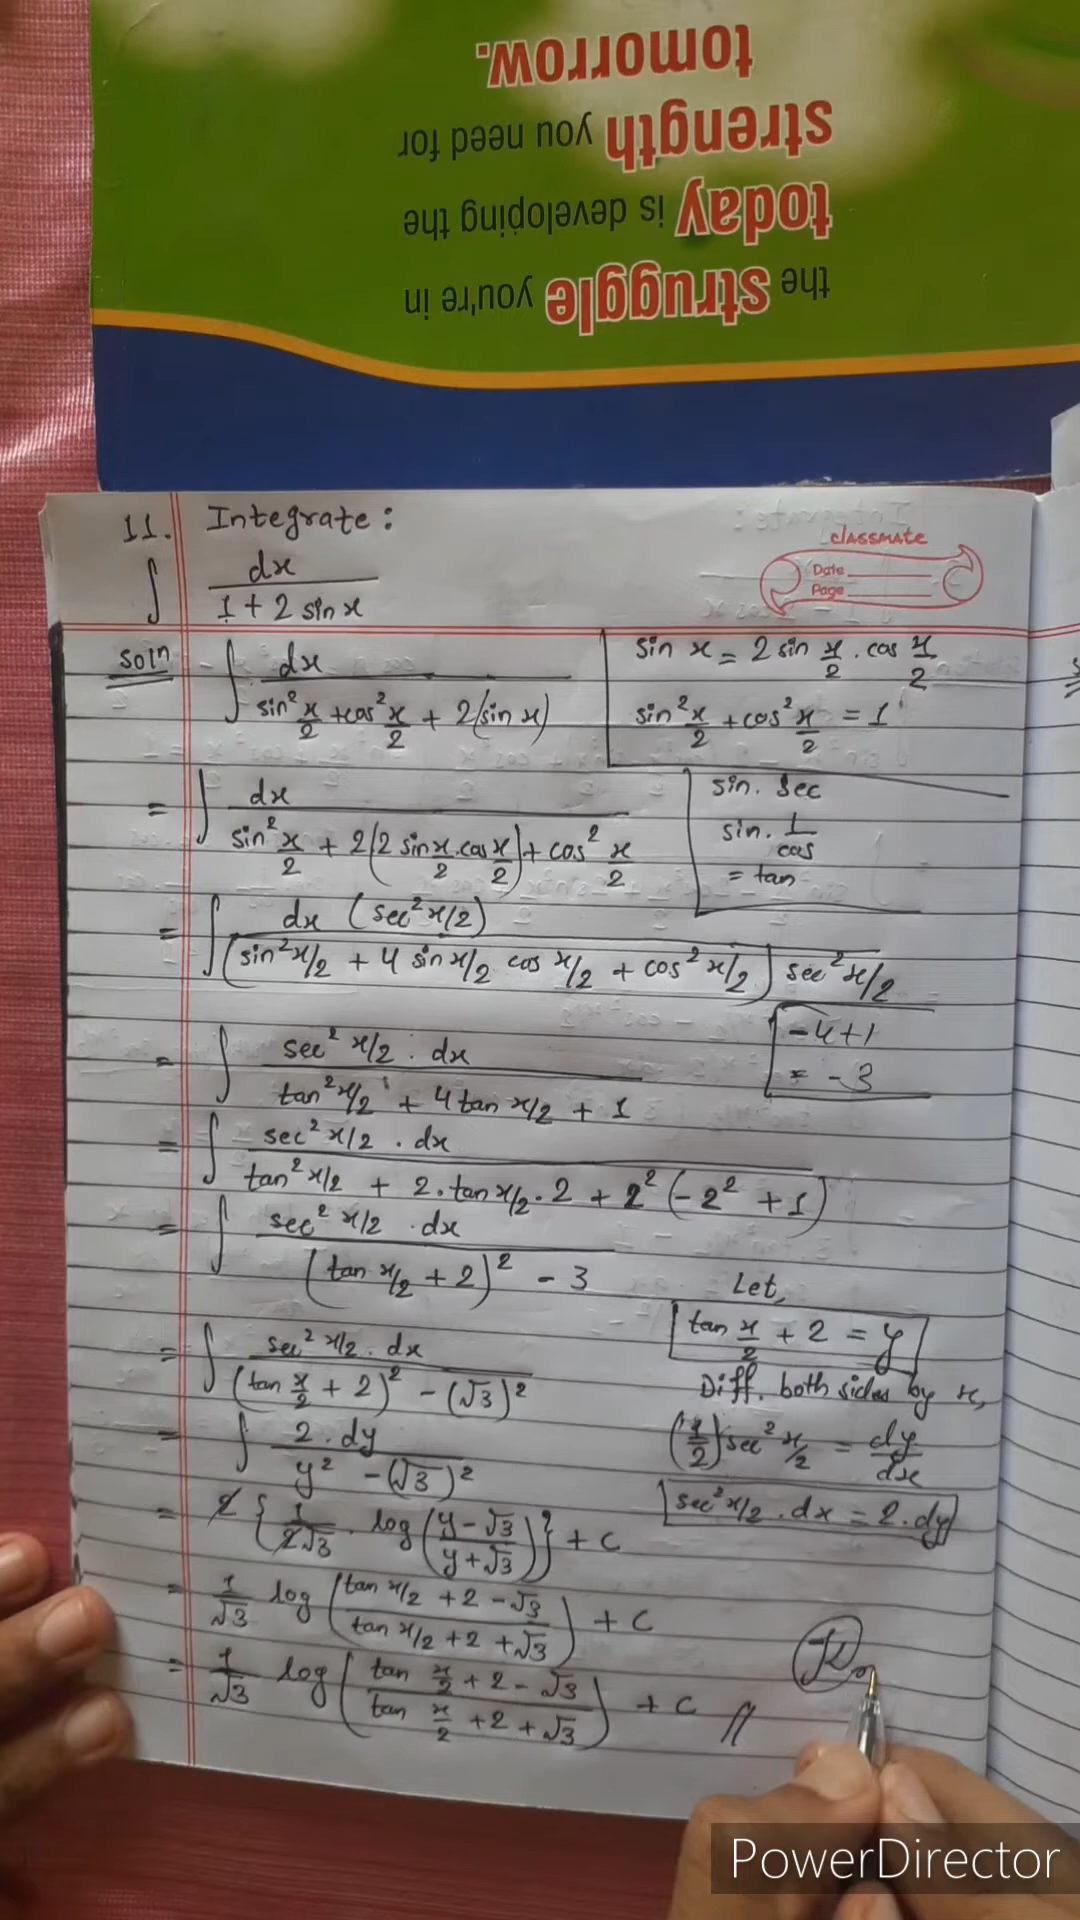 the struggle you're in
today is developing the
strength you need for
tomorrow.
classmate
Date
Page
11. Integrate:
∫ dx / (1 + 2 sin x)
Soln ∫ dx / (sin² x/2 + cos² x/2 + 2(sin x))
sin x = 2 sin x/2 . cos x/2
sin² x/2 + cos² x/2 = 1
= ∫ dx / (sin² x/2 + 2(2 sin x/2 . cos x/2) + cos² x/2)
sin. sec
sin. 1/cos
= tan
= ∫ dx (sec² x/2) / (sin² x/2 + 4 sin x/2 cos x/2 + cos² x/2) sec² x/2
= ∫ sec² x/2 . dx / (tan² x/2 + 4 tan x/2 + 1)
-4+1
= -3
= ∫ sec² x/2 . dx / (tan² x/2 + 2 . tan x/2 . 2 + 2² (-2² + 1)
= ∫ sec² x/2 . dx / ((tan x/2 + 2)² - 3)
= ∫ sec² x/2 . dx / ((tan x/2 + 2)² - (√3)²)
Let,
tan x/2 + 2 = y
Diff. both sides by x,
(1/2) sec² x/2 = dy/dx
sec² x/2 . dx = 2 . dy
= ∫ 2 . dy / (y² - (√3)²)
= 2 { 1/(2√3) . log ((y - √3)/(y + √3)) } + c
= 1/√3 log ((tan x/2 + 2 - √3)/(tan x/2 + 2 + √3)) + c
= 1/√3 log ((tan x/2 + 2 - √3)/(tan x/2 + 2 + √3)) + c //
PowerDirector